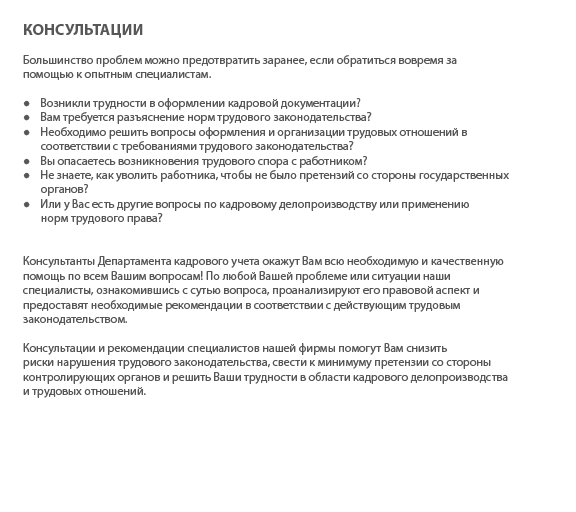 КОНСУЛЬТАЦИИ
Большинство проблем можно предотвратить заранее, если обратиться вовремя за
помощью к опытным специалистам.
● Возникли трудности в оформлении кадровой документации?
● Вам требуется разъяснение норм трудового законодательства?
● Необходимо решить вопросы оформления и организации трудовых отношений в
соответствии с требованиями трудового законодательства?
● Вы опасаетесь возникновения трудового спора с работником?
● Не знаете, как уволить работника, чтобы не было претензий со стороны государственных
органов?
● Или у Вас есть другие вопросы по кадровому делопроизводству или применению
норм трудового права?
Консультанты Департамента кадрового учета окажут Вам всю необходимую и качественную
помощь по всем Вашим вопросам! По любой Вашей проблеме или ситуации наши
специалисты, ознакомившись с сутью вопроса, проанализируют его правовой аспект и
предоставят необходимые рекомендации в соответствии с действующим трудовым
законодательством.
Консультации и рекомендации специалистов нашей фирмы помогут Вам снизить
риски нарушения трудового законодательства, свести к минимуму претензии со стороны
контролирующих органов и решить Ваши трудности в области кадрового делопроизводства
и трудовых отношений.